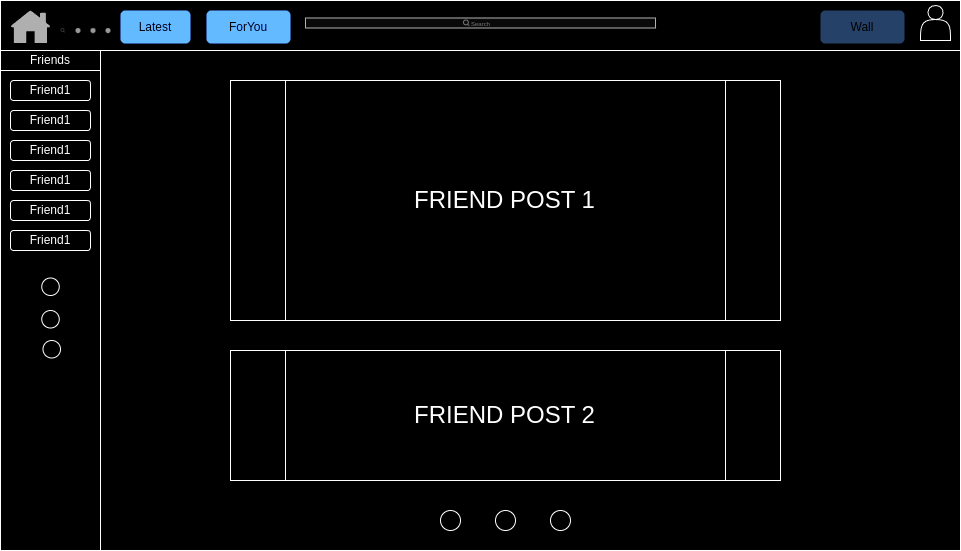 Latest
ForYou
Search
Wall
Friends
Friend1
Friend1
Friend1
Friend1
Friend1
Friend1
FRIEND POST 1
FRIEND POST 2